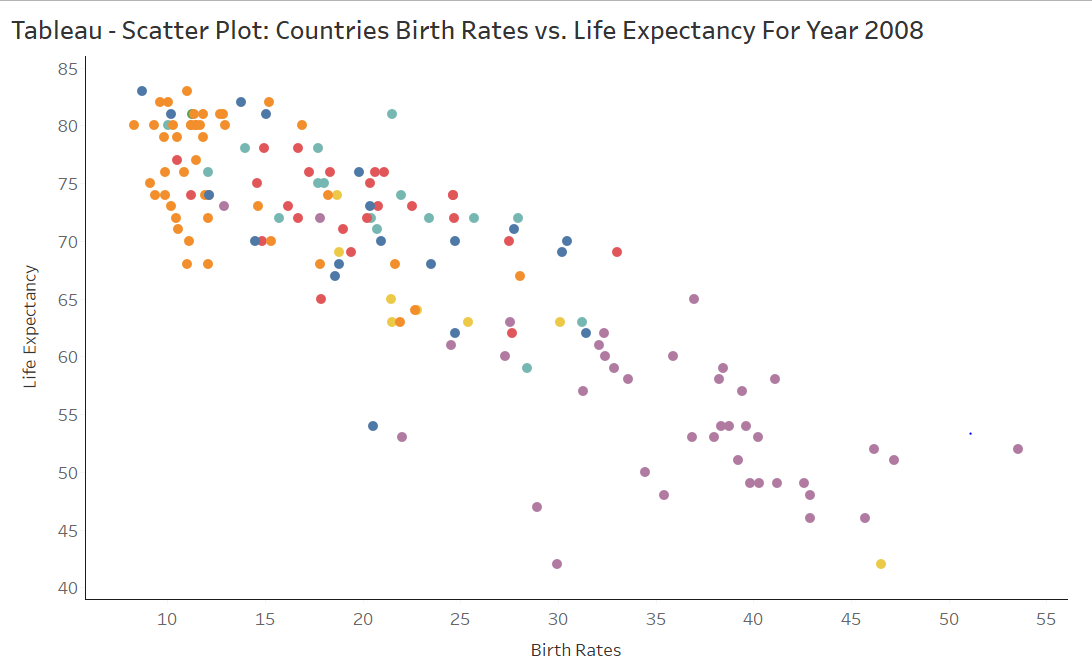 Tableau - Scatter Plot: Countries Birth Rates vs. Life Expectancy For Year 2008
85
80
75
70
65
60
55
50
45
40
Life Expectancy
10 15 20 25 30 35 40 45 50 55
Birth Rates